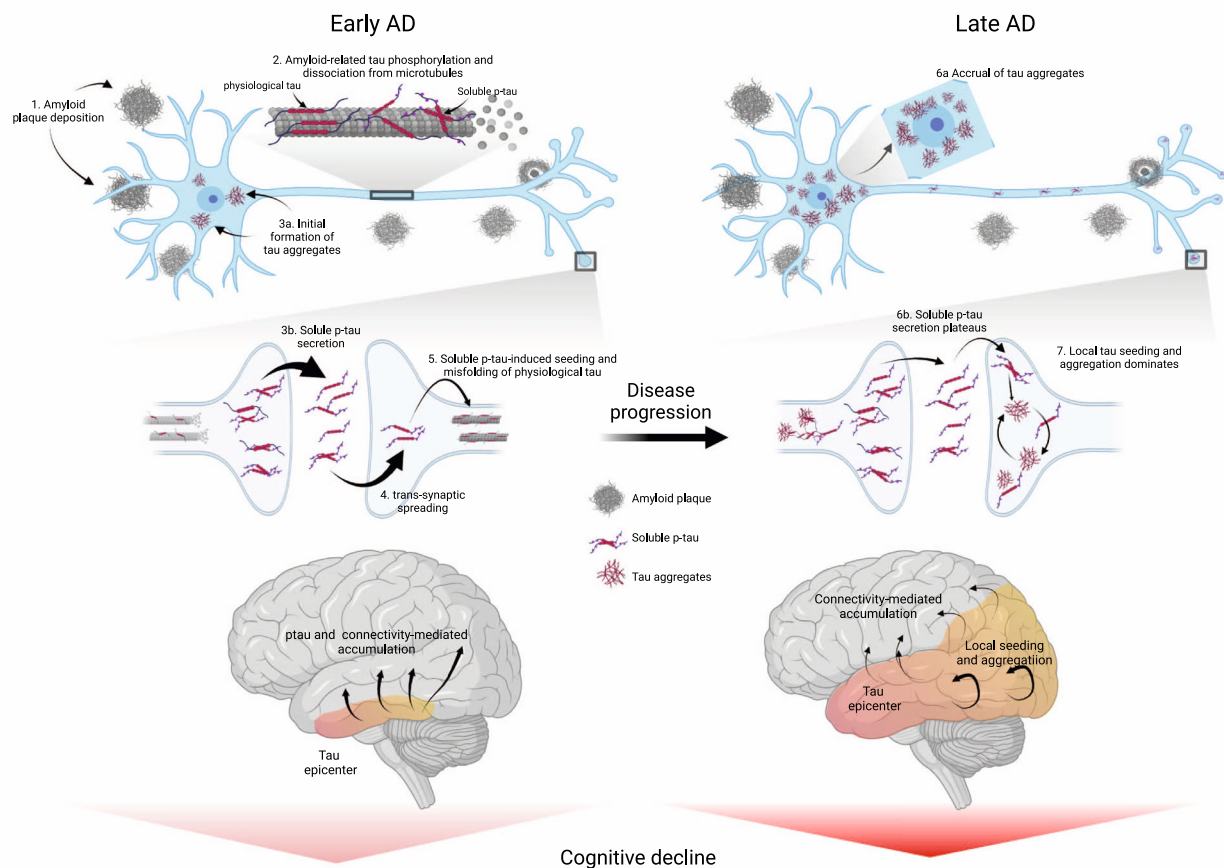 Early AD
Late AD
2. Amyloid-related tau phosphorylation and
dissociation from microtubules
physiological tau
Soluble p-tau
1. Amyloid
plaque deposition
3a. Initial
formation of
tau aggregates
6a Accrual of tau aggregates
3b. Solule p-tau
secretion
5. Soluble p-tau-induced seeding and
misfolding of physiological tau
4. trans-synaptic
spreading
Disease
progression
6b. Soluble p-tau
secretion plateaus
7. Local tau seeding and
aggregation dominates
Amyloid plaque
Soluble p-tau
Tau aggregates
ptau and connectivity-mediated
accumulation
Tau
epicenter
Connectivity-mediated
accumulation
Local seeding
and aggregatiion
Tau
epicenter
Cognitive decline